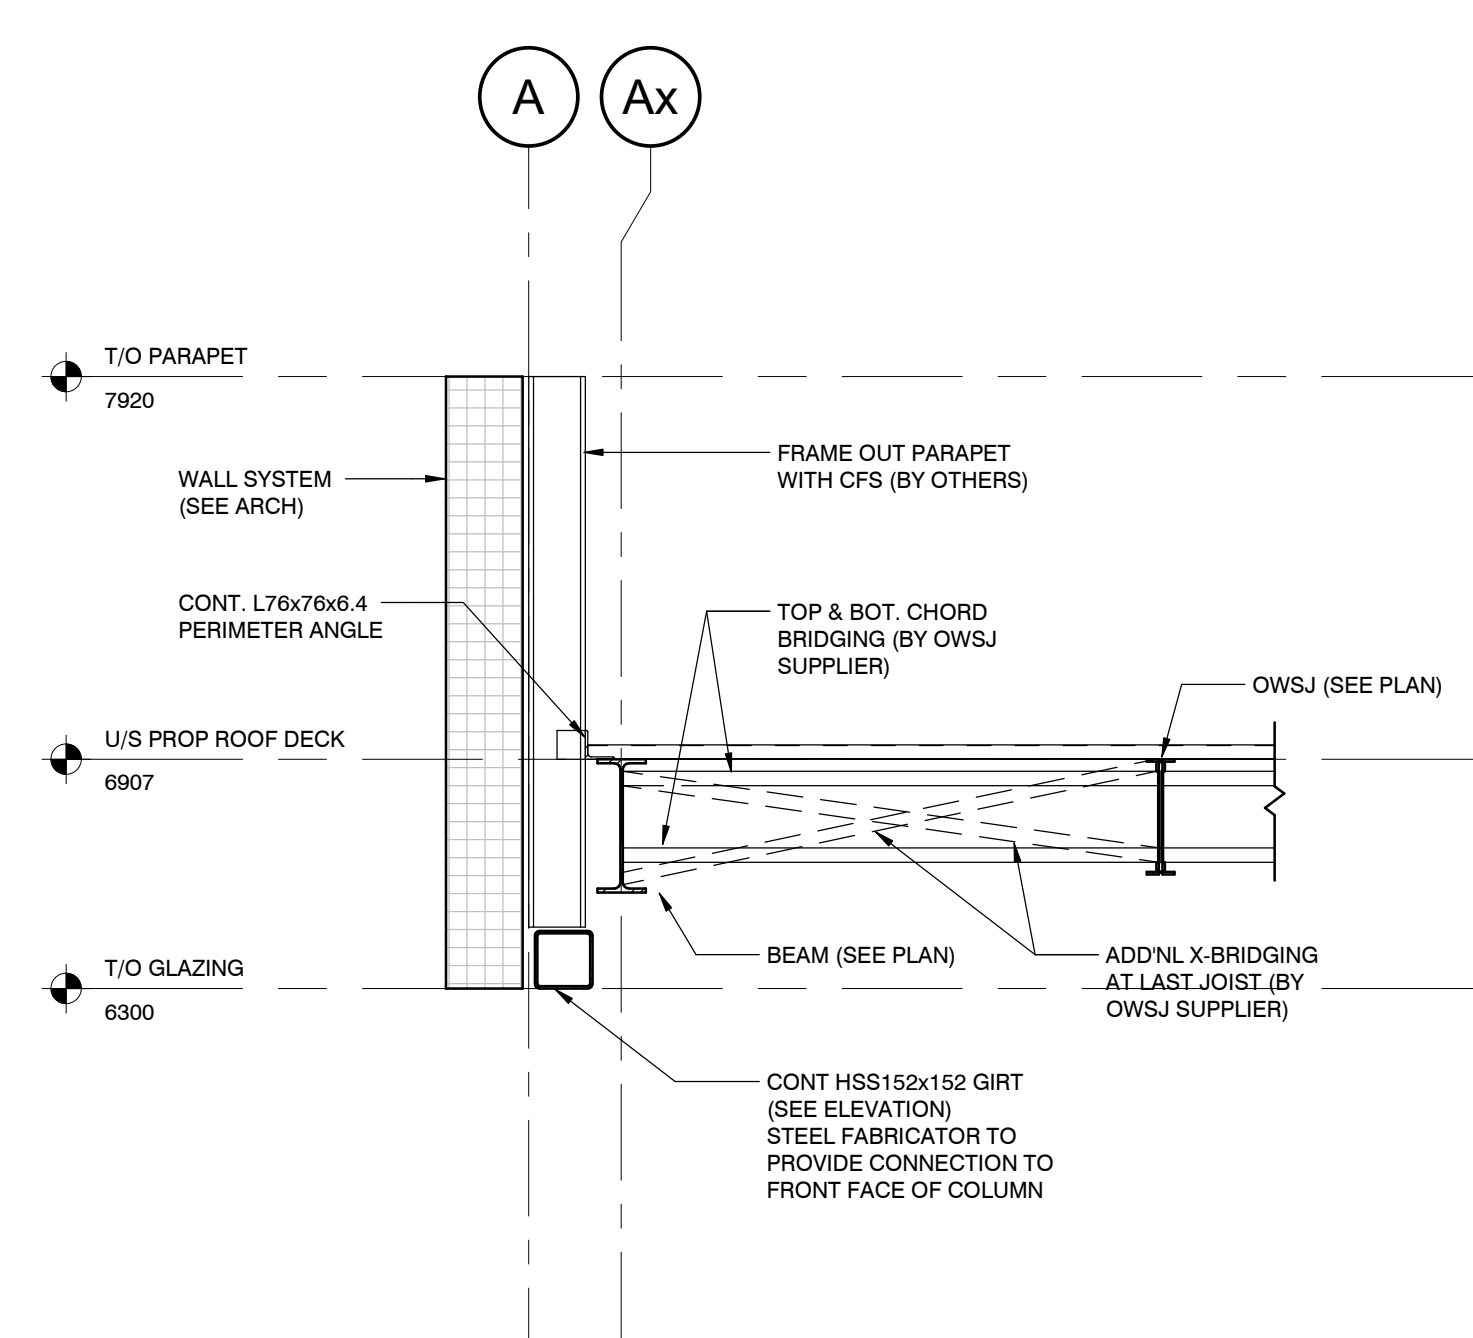 A
Ax
T/O PARAPET
7920
FRAME OUT PARAPET
WITH CFS (BY OTHERS)
WALL SYSTEM
(SEE ARCH)
CONT. L76x76x6.4
PERIMETER ANGLE
TOP & BOT. CHORD
BRIDGING (BY OWSJ
SUPPLIER)
OWSJ (SEE PLAN)
U/S PROP ROOF DECK
6907
BEAM (SEE PLAN)
ADD'NL X-BRIDGING
AT LAST JOIST (BY
OWSJ SUPPLIER)
T/O GLAZING
6300
CONT HSS152x152 GIRT
(SEE ELEVATION)
STEEL FABRICATOR TO
PROVIDE CONNECTION TO
FRONT FACE OF COLUMN